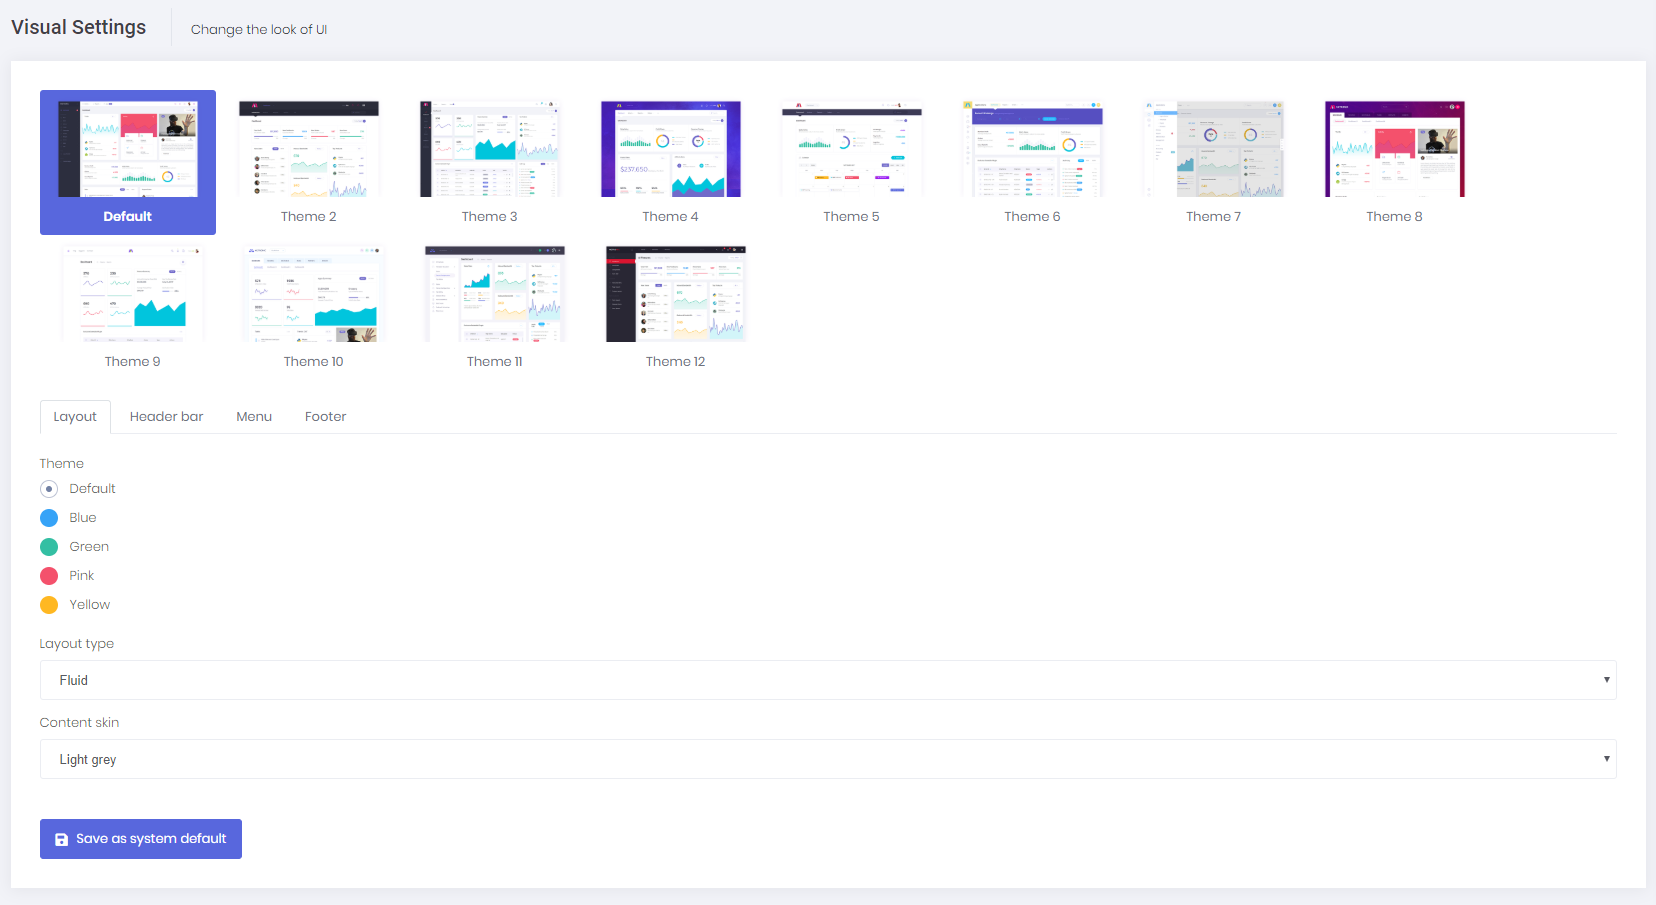 Visual Settings
Change the look of UI
Default
Theme 2
Theme 3
Theme 4
Theme 5
Theme 6
Theme 7
Theme 8
$237,650
Theme 9
Theme 10
Theme 11
Theme 12
Layout
Header bar
Menu
Footer
Theme
Default
Blue
Green
Pink
Yellow
Layout type
Fluid
Content skin
Light grey
Save as system default